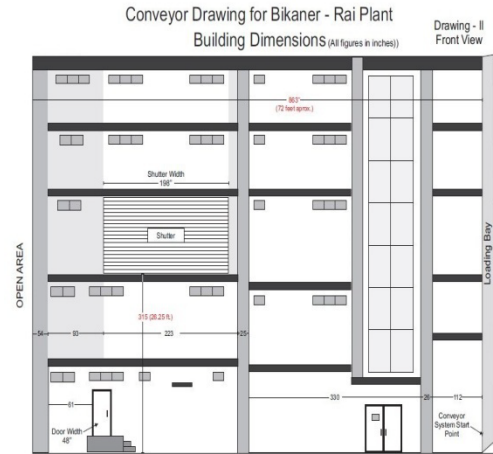 Conveyor Drawing for Bikaner - Rai Plant
Building Dimensions (All figures in inches))
Drawing - II
Front View
(72 feet aprox.)
Shutter Width
198"
Shutter
OPEN AREA
Loading Bay
315 (26.25 ft.)
54
93
223
25
61
Door Width
48"
330
26
112
Conveyor
System Start
Point